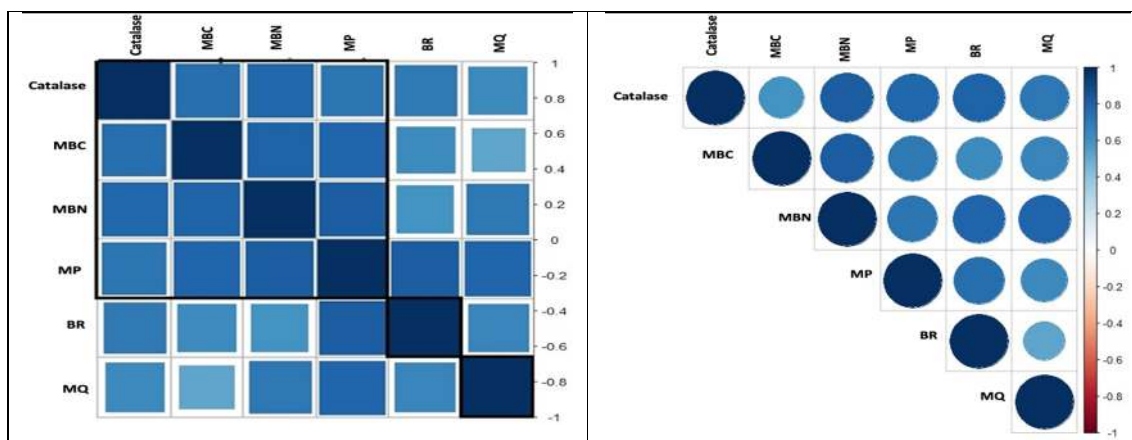 Catalase MBC MBN MP BR MQ
Catalase
MBC
MBN
MP
BR
MQ
1
0.8
0.6
0.4
0.2
0
-0.2
-0.4
-0.6
-0.8
-1
Catalase MBC MBN MP BR MQ
Catalase
MBC
MBN
MP
BR
MQ
1
0.8
0.6
0.4
0.2
0
-0.2
-0.4
-0.6
-0.8
-1